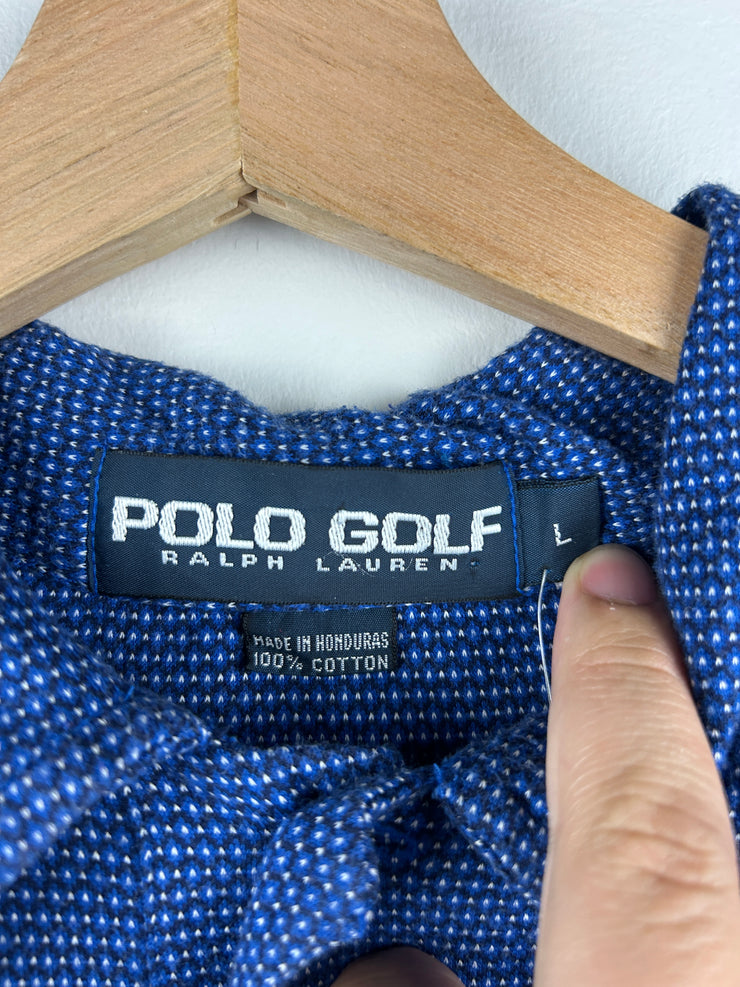 POLO GOLF
RALPH LAUREN
L
MADE IN HONDURAS
100% COTTON